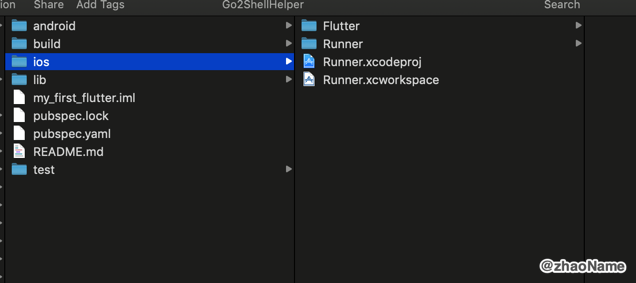 ion Share Add Tags Go2ShellHelper Search
android
build
ios
lib
my_first_flutter.iml
pubspec.lock
pubspec.yaml
README.md
test
Flutter
Runner
Runner.xcodeproj
Runner.xcworkspace
@zhaoName